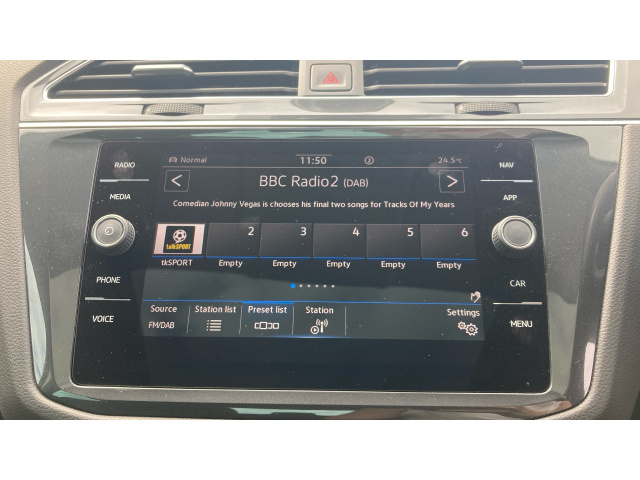 RADIO
MEDIA
PHONE
VOICE
NAV
APP
CAR
MENU
Normal 11:50 2 24.5°C
< BBC Radio2 (DAB) >
Comedian Johnny Vegas is chooses his final two songs for Tracks Of My Years
2 3 4 5 6
talkSPORT
tkSPORT Empty Empty Empty Empty Empty
Source Station list Preset list Station Settings
FM/DAB